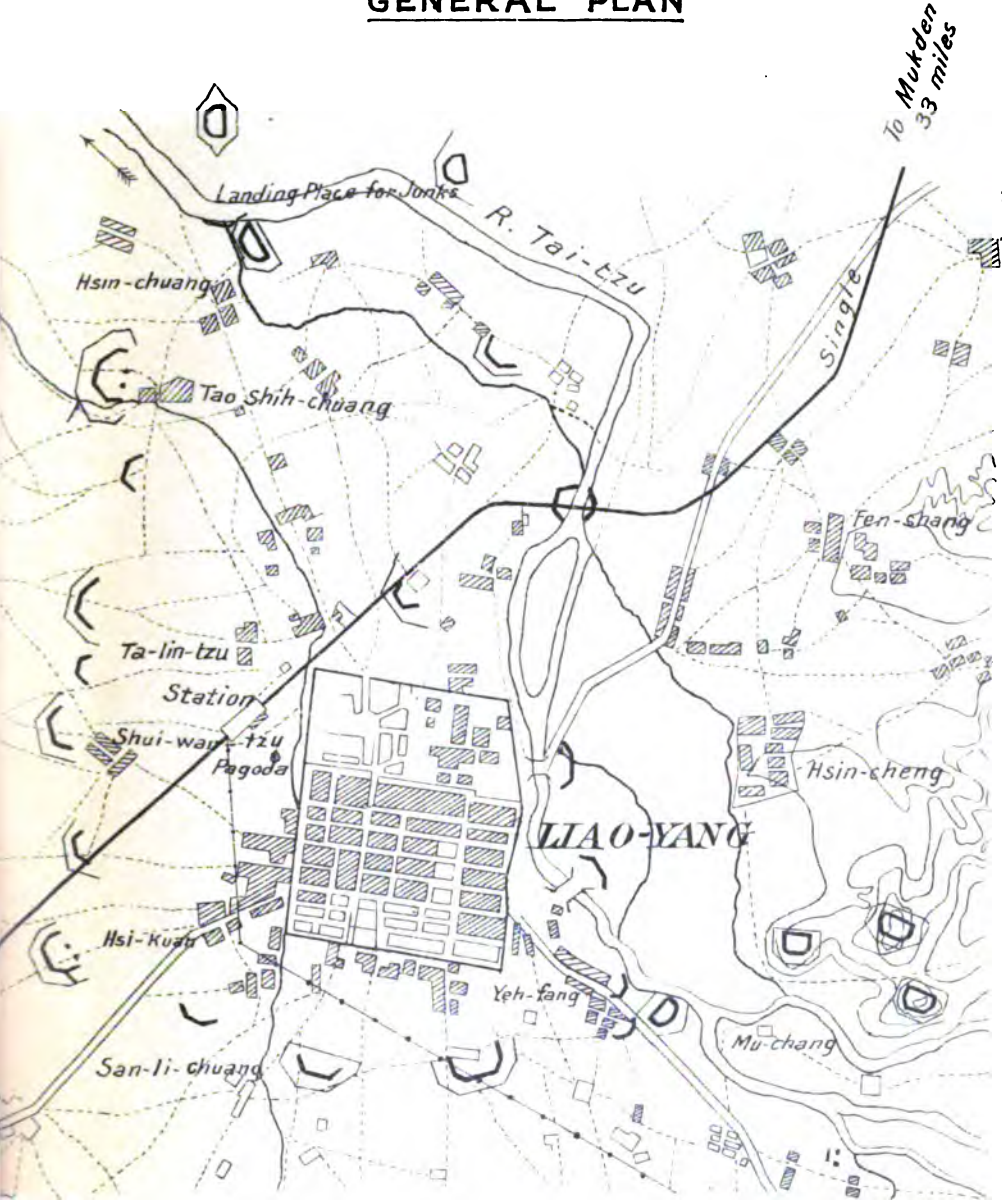 GENERAL PLAN
To Mukden
33 miles
Landing Place for Junks
R. Tai-tzu
Hsin-chuang
Single
Tao Shih-chuang
Fen-shang
Ta-lin-tzu
Station
Shui-wan-tzu
Pagoda
Hsin-cheng
LIAO-YANG
Hsi-Kuan
Yeh-fang
Mu-chang
San-li-chuang